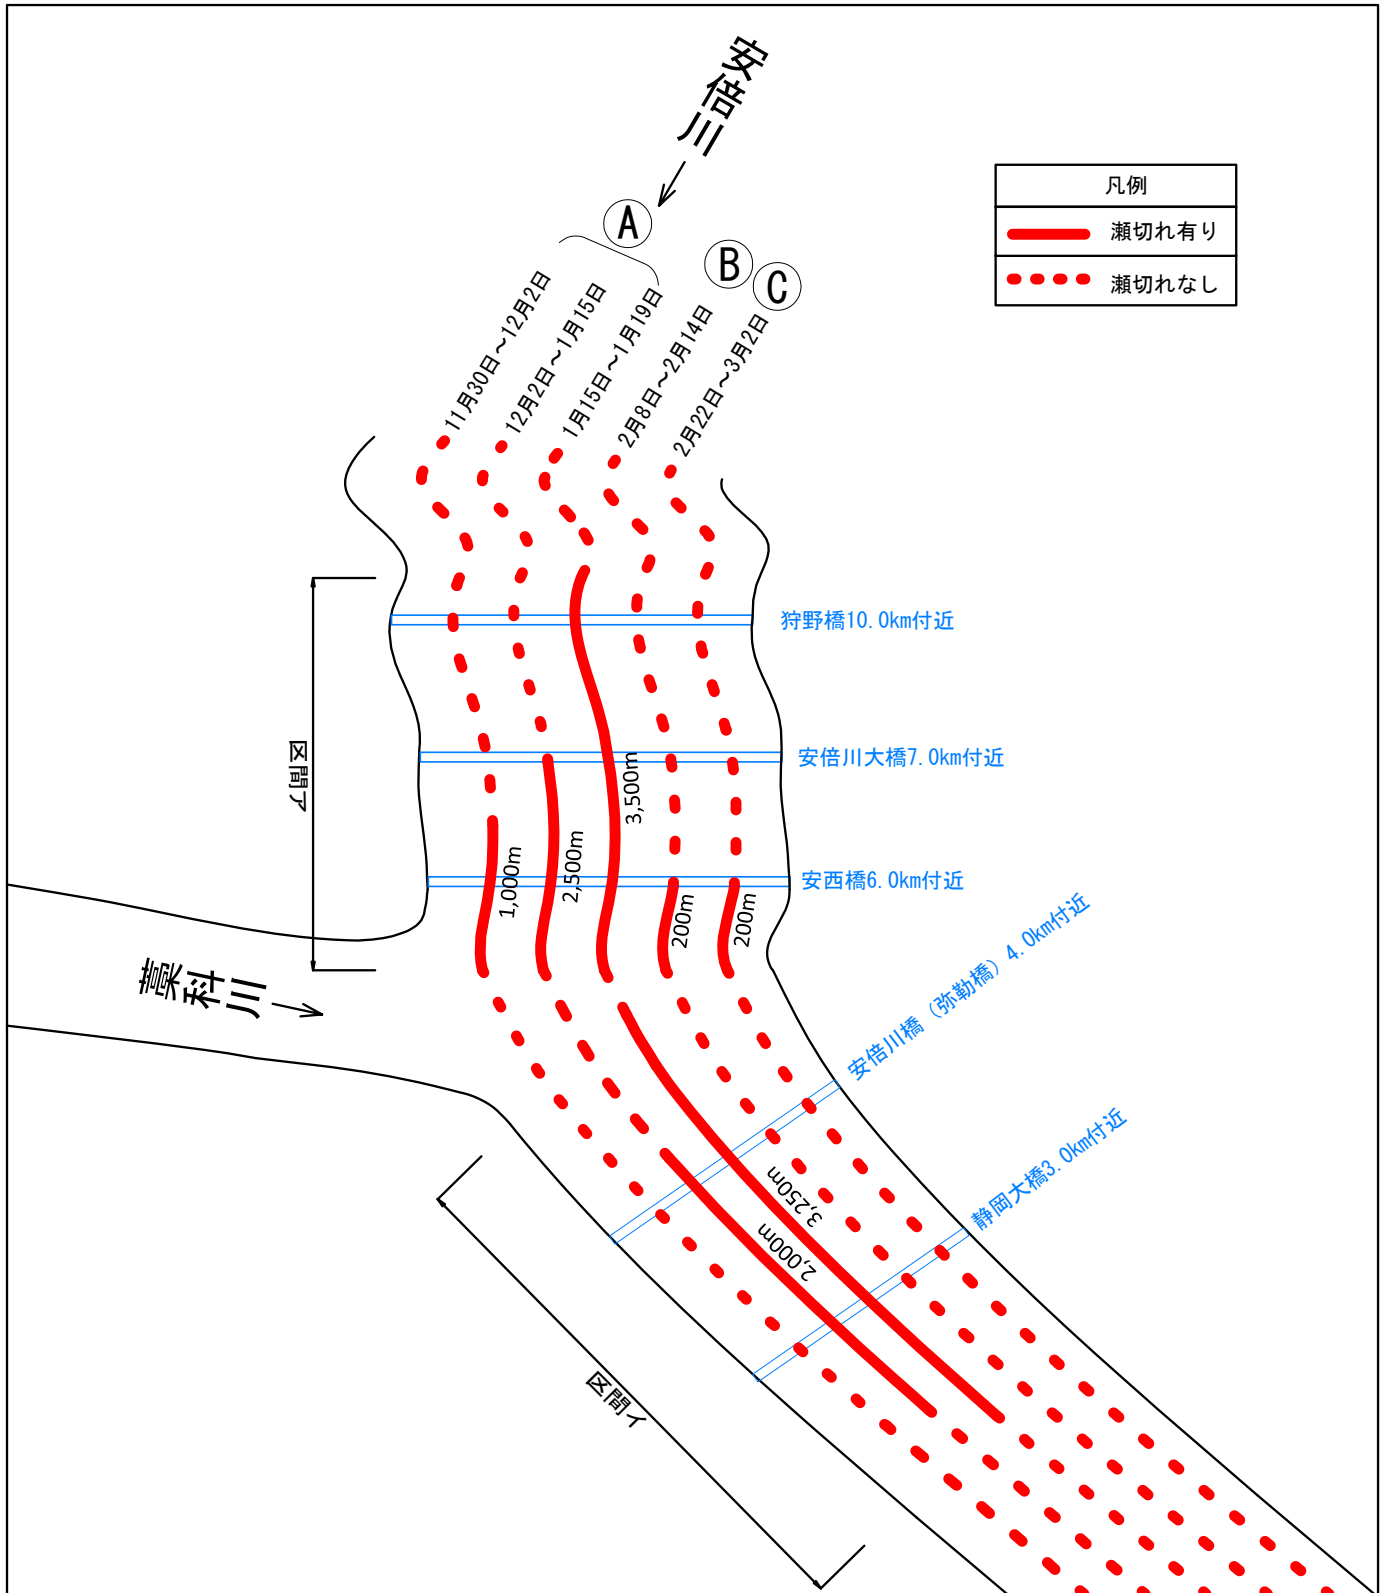 安倍川
凡例
瀬切れ有り
瀬切れなし
A
B
C
11月30日～12月2日
12月2日～1月15日
1月15日～1月19日
2月8日～2月14日
2月22日～3月2日
狩野橋10.0km付近
安倍川大橋7.0km付近
安西橋6.0km付近
安倍川橋（弥勒橋）4.0km付近
静岡大橋3.0km付近
区間ア
3,500m
2,500m
1,000m
200m
200m
藁科川
3,250m
2,000m
区間イ